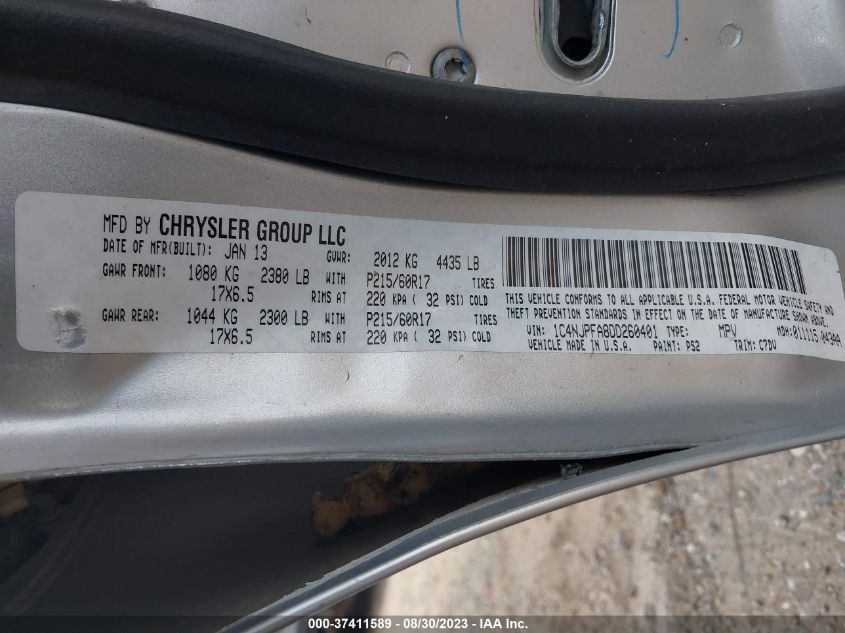 MFD BY CHRYSLER GROUP LLC
DATE OF MFR(BUILT): JAN 13 GVWR: 2012 KG 4435 LB
GAWR FRONT: 1080 KG 2380 LB WITH P215/60R17 TIRES
17X6.5 RIMS AT 220 KPA ( 32 PSI) COLD
GAWR REAR: 1044 KG 2300 LB WITH P215/60R17 TIRES
17X6.5 RIMS AT 220 KPA ( 32 PSI) COLD
THIS VEHICLE CONFORMS TO ALL APPLICABLE U.S.A. FEDERAL MOTOR VEHICLE SAFETY AND
THEFT PREVENTION STANDARDS IN EFFECT ON THE DATE OF MANUFACTURE SHOWN ABOVE.
VIN: 1C4NJPFA8DD260401 TYPE: MPV MDH: 011115
VEHICLE MADE IN U.S.A. PAINT: PS2 TRIM: C7DV
000-37411589 - 08/30/2023 - IAA Inc.